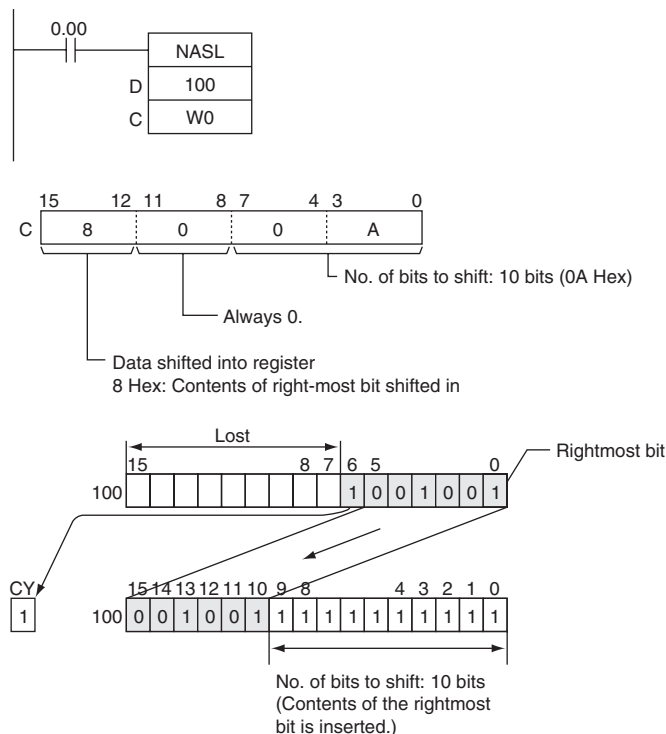 0.00
NASL
D 100
C W0
15 12 11 8 7 4 3 0
C 8 0 0 A
No. of bits to shift: 10 bits (0A Hex)
Always 0.
Data shifted into register
8 Hex: Contents of right-most bit shifted in
Lost
15 8 7 6 5 0
Rightmost bit
100 1 0 0 1 0 0 1
CY
15 14 13 12 11 10 9 8 4 3 2 1 0
1
100 0 0 1 0 0 1 1 1 1 1 1 1 1 1 1 1
No. of bits to shift: 10 bits
(Contents of the rightmost
bit is inserted.)